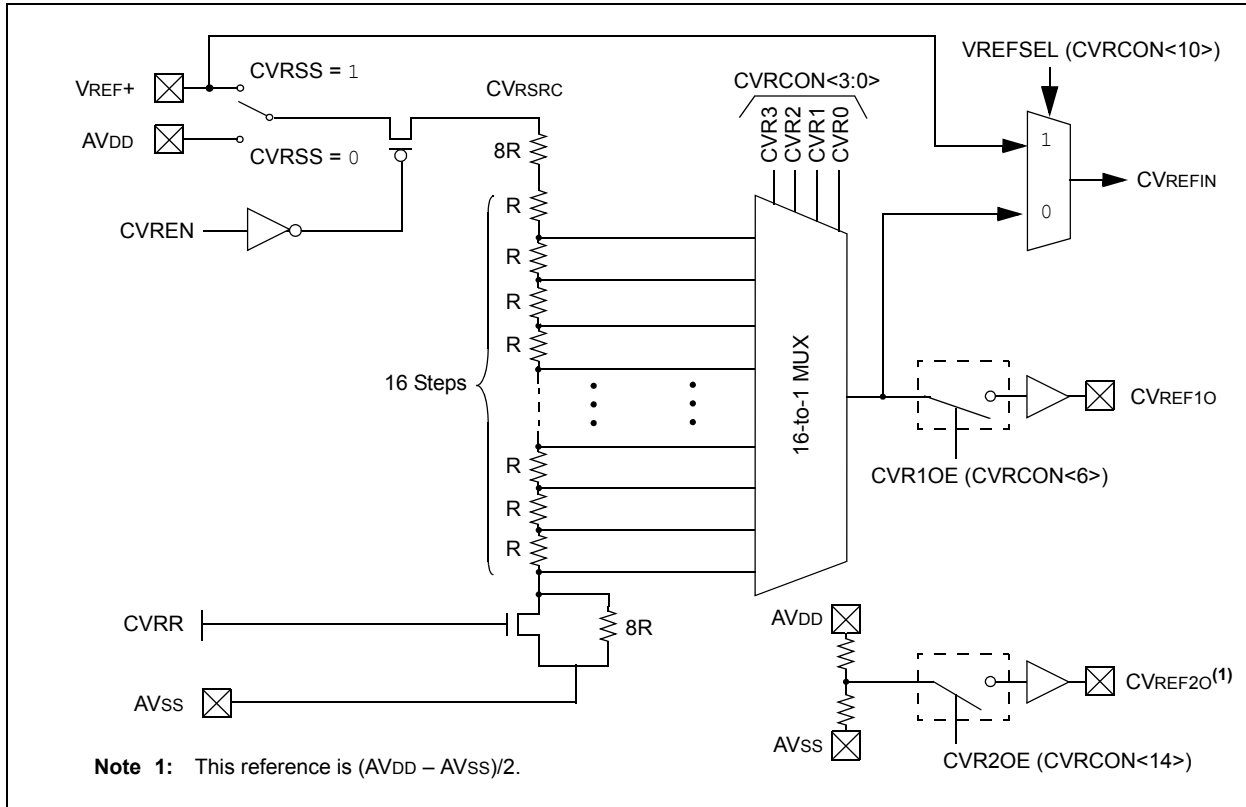 VREF+
CVRSS = 1
AVDD
CVRSS = 0
CVREN
CVRSRC
8R
R
R
R
R
16 Steps
R
R
R
CVRR
8R
AVSS
CVRCON<3:0>
CVR3
CVR2
CVR1
CVR0
16-to-1 MUX
VREFSEL (CVRCON<10>)
1
0
CVREFIN
CVREF1O
CVR1OE (CVRCON<6>)
AVDD
AVSS
CVREF2O(1)
CVR2OE (CVRCON<14>)
Note 1: This reference is (AVDD – AVSS)/2.